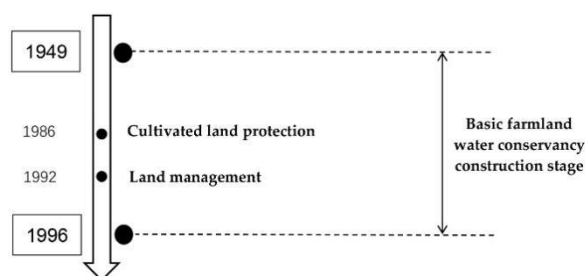 1949
1986
Cultivated land protection
1992
Land management
1996
Basic farmland
water conservancy
construction stage